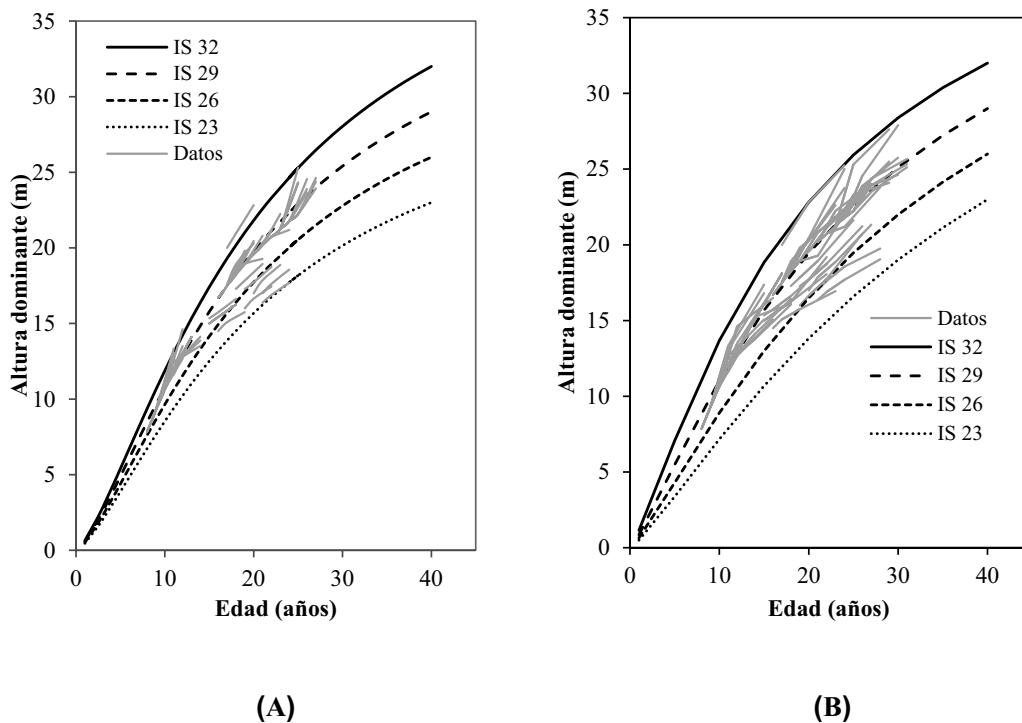 35
30
25
20
15
10
5
0
0
10
20
30
40
Altura dominante (m)
Edad (años)
IS 32
IS 29
IS 26
IS 23
Datos
(A)
35
30
25
20
15
10
5
0
0
10
20
30
40
Altura dominante (m)
Edad (años)
Datos
IS 32
IS 29
IS 26
IS 23
(B)